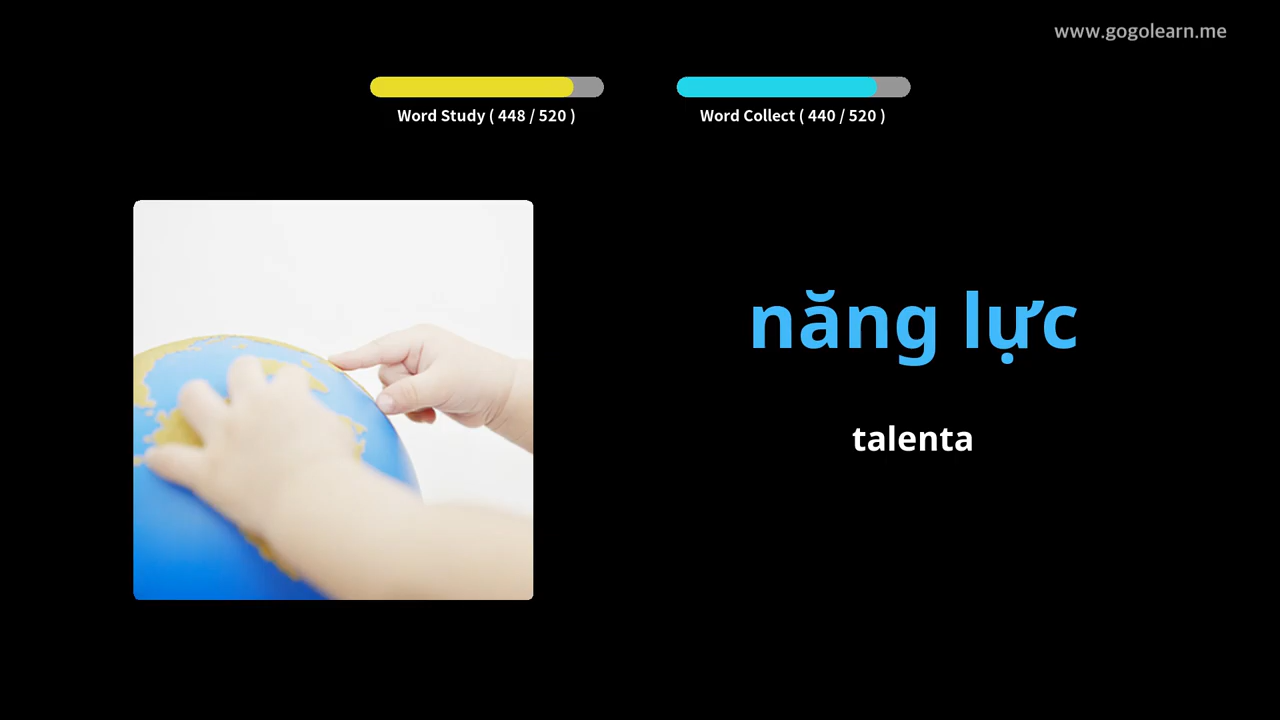 www.gogolearn.me
Word Study ( 448 / 520 )
Word Collect ( 440 / 520 )
năng lực
talenta